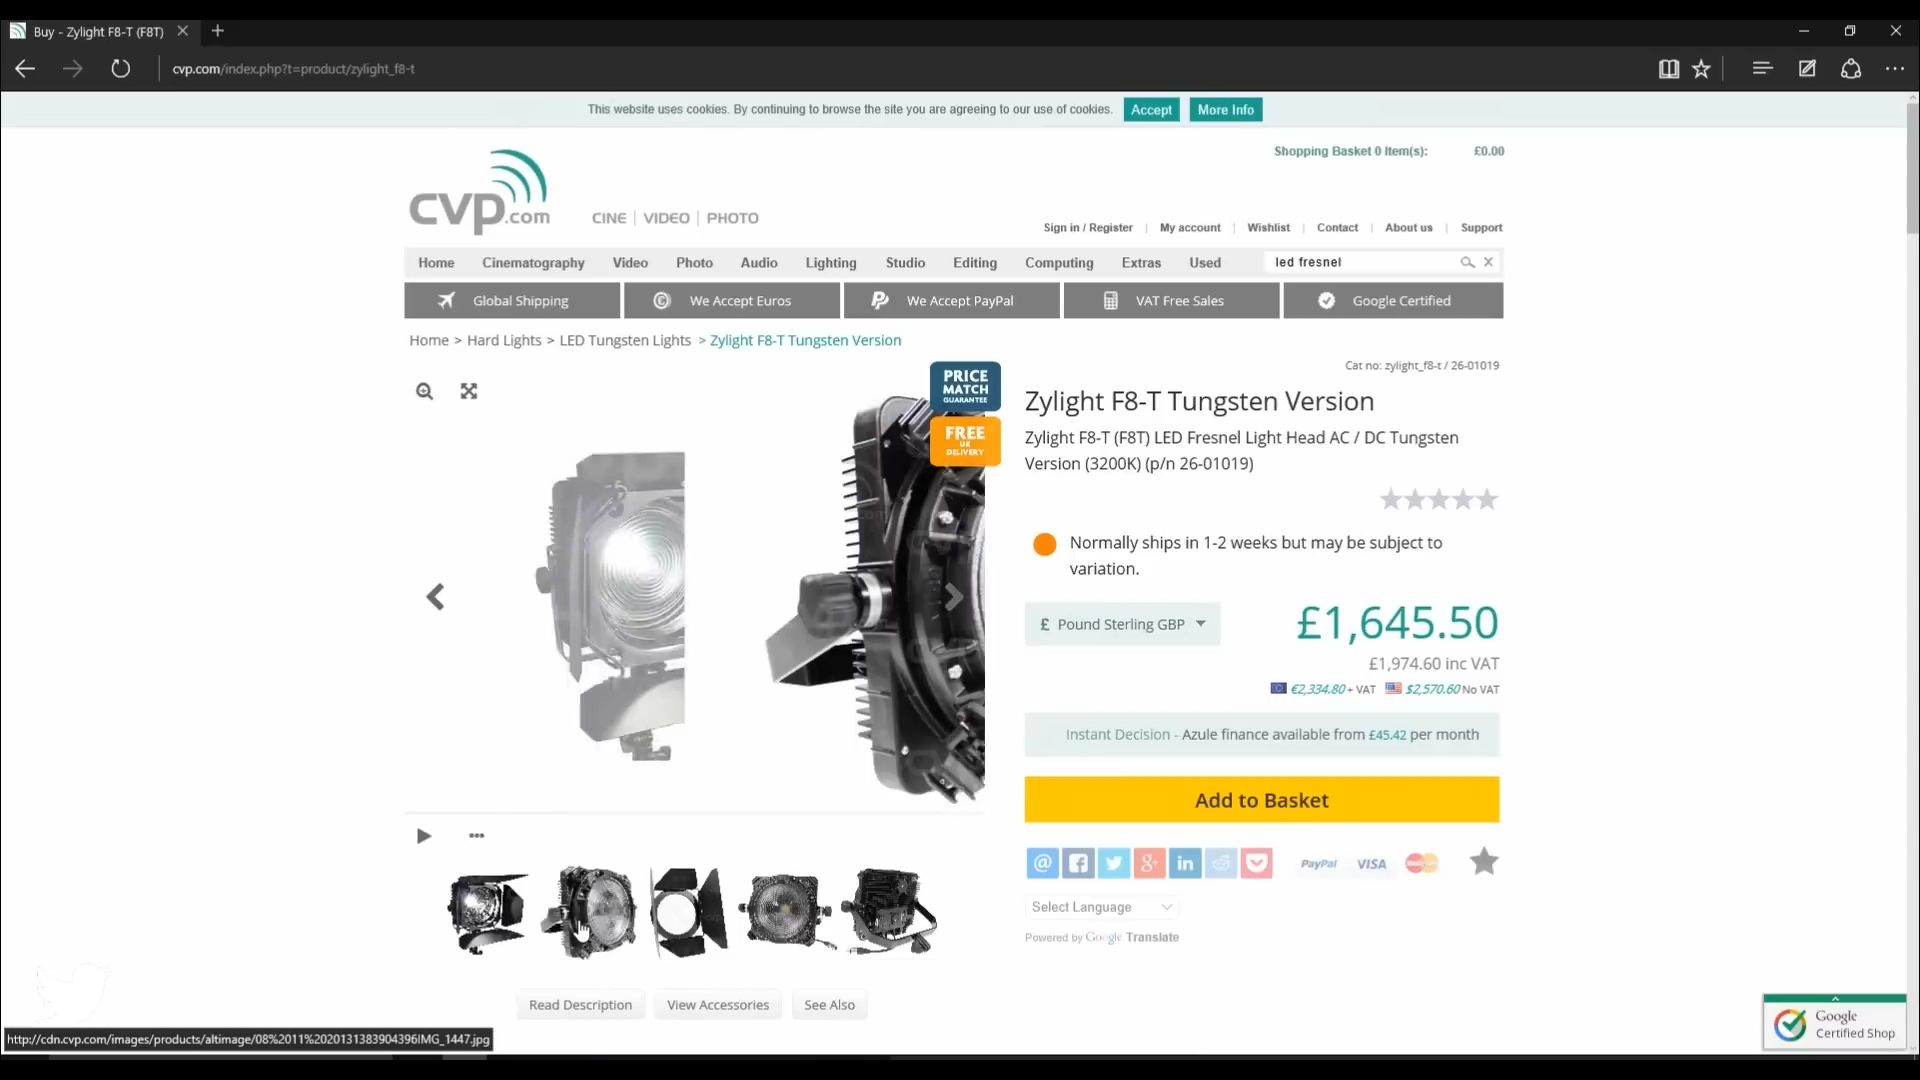 Buy - Zylight F8-T (F8T)
cvp.com/index.php?t=product/zylight_f8-t
This website uses cookies. By continuing to browse the site you are agreeing to our use of cookies. Accept More Info
Shopping Basket 0 Item(s): £0.00
cvp.com CINE | VIDEO | PHOTO
Sign in / Register | My account | Wishlist | Contact | About us | Support
Home Cinematography Video Photo Audio Lighting Studio Editing Computing Extras Used led fresnel
Global Shipping We Accept Euros We Accept PayPal VAT Free Sales Google Certified
Home > Hard Lights > LED Tungsten Lights > Zylight F8-T Tungsten Version
Cat no: zylight_f8-t / 26-01019
PRICE
MATCH
GUARANTEE
FREE
UK
DELIVERY
Zylight F8-T Tungsten Version
Zylight F8-T (F8T) LED Fresnel Light Head AC / DC Tungsten
Version (3200K) (p/n 26-01019)
Normally ships in 1-2 weeks but may be subject to
variation.
£ Pound Sterling GBP
£1,645.50
£1,974.60 inc VAT
€2,334.80 + VAT $2,570.60 No VAT
Instant Decision - Azule finance available from £45.42 per month
Add to Basket
PayPal VISA MasterCard
Select Language
Powered by Google Translate
Read Description View Accessories See Also
Google
Certified Shop
http://cdn.cvp.com/images/products/altimage/08%2011%2020131383904396IMG_1447.jpg